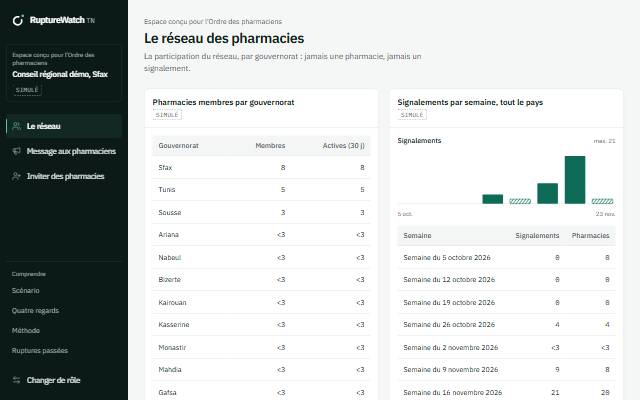 RuptureWatch TN
Espace conçu pour l'Ordre des
pharmaciens
Conseil régional démo, Sfax
SIMULÉ
Le réseau
Message aux pharmaciens
Inviter des pharmacies
Comprendre
Scénario
Quatre regards
Méthode
Ruptures passées
Changer de rôle
Espace conçu pour l'Ordre des pharmaciens
Le réseau des pharmacies
La participation du réseau, par gouvernorat : jamais une pharmacie, jamais un
signalement.
Pharmacies membres par gouvernorat
SIMULÉ
Gouvernorat Membres Actives (30 j)
Sfax 8 8
Tunis 5 5
Sousse 3 3
Ariana <3 <3
Nabeul <3 <3
Bizerte <3 <3
Kairouan <3 <3
Kasserine <3 <3
Monastir <3 <3
Mahdia <3 <3
Gafsa <3 <3
Signalements par semaine, tout le pays
SIMULÉ
Signalements max. 21
5 oct. 23 nov.
Semaine Signalements Pharmacies
Semaine du 5 octobre 2026 0 0
Semaine du 12 octobre 2026 0 0
Semaine du 19 octobre 2026 0 0
Semaine du 26 octobre 2026 4 4
Semaine du 2 novembre 2026 <3 <3
Semaine du 9 novembre 2026 9 8
Semaine du 16 novembre 2026 21 20